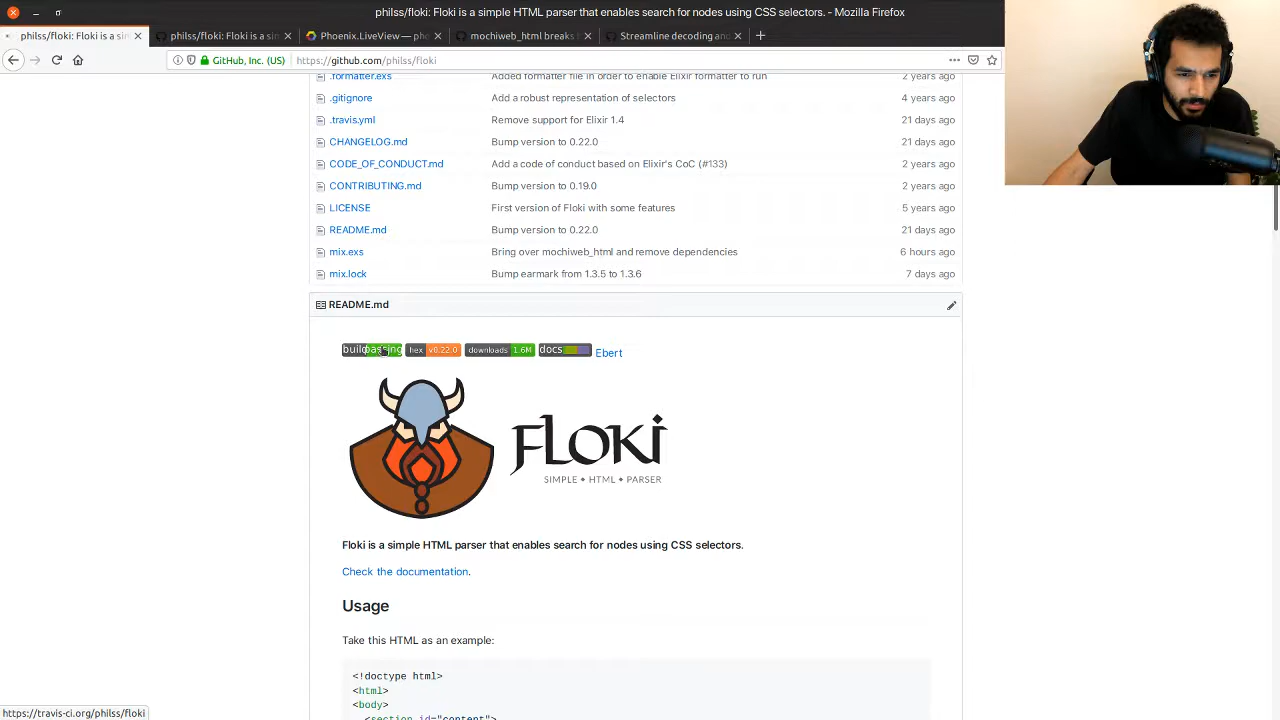 philss/floki: Floki is a simple HTML parser that enables search for nodes using CSS selectors. - Mozilla Firefox
philss/floki: Floki is a sim
philss/floki: Floki is a sim
Phoenix.LiveView — pho
mochiweb_html breaks
Streamline decoding and
GitHub, Inc. (US)
https://github.com/philss/floki
.formatter.exs Added formatter file in order to enable Elixir formatter to run 2 years ago
.gitignore Add a robust representation of selectors 4 years ago
.travis.yml Remove support for Elixir 1.4 21 days ago
CHANGELOG.md Bump version to 0.22.0 21 days ago
CODE_OF_CONDUCT.md Add a code of conduct based on Elixir's CoC (#133) 2 years ago
CONTRIBUTING.md Bump version to 0.19.0 2 years ago
LICENSE First version of Floki with some features 5 years ago
README.md Bump version to 0.22.0 21 days ago
mix.exs Bring over mochiweb_html and remove dependencies 6 hours ago
mix.lock Bump earmark from 1.3.5 to 1.3.6 7 days ago
README.md
build passing hex v0.22.0 downloads 1.6M docs Ebert
FLOKI
SIMPLE • HTML • PARSER
Floki is a simple HTML parser that enables search for nodes using CSS selectors.
Check the documentation.
Usage
Take this HTML as an example:
<!doctype html>
<html>
<body>
<section id="content">
https://travis-ci.org/philss/floki